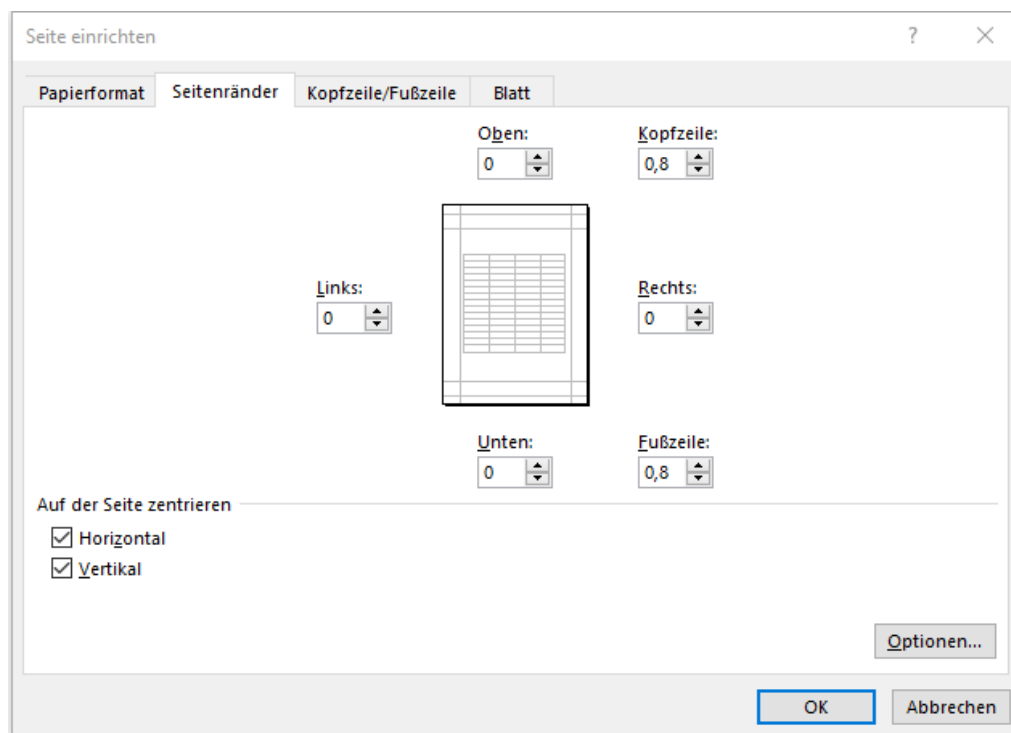 Seite einrichten
?
Papierformat Seitenränder Kopfzeile/Fußzeile Blatt
Oben: Kopfzeile:
0 0,8
Links: Rechts:
0 0
Unten: Fußzeile:
0 0,8
Auf der Seite zentrieren
Horizontal
Vertikal
Optionen...
OK Abbrechen